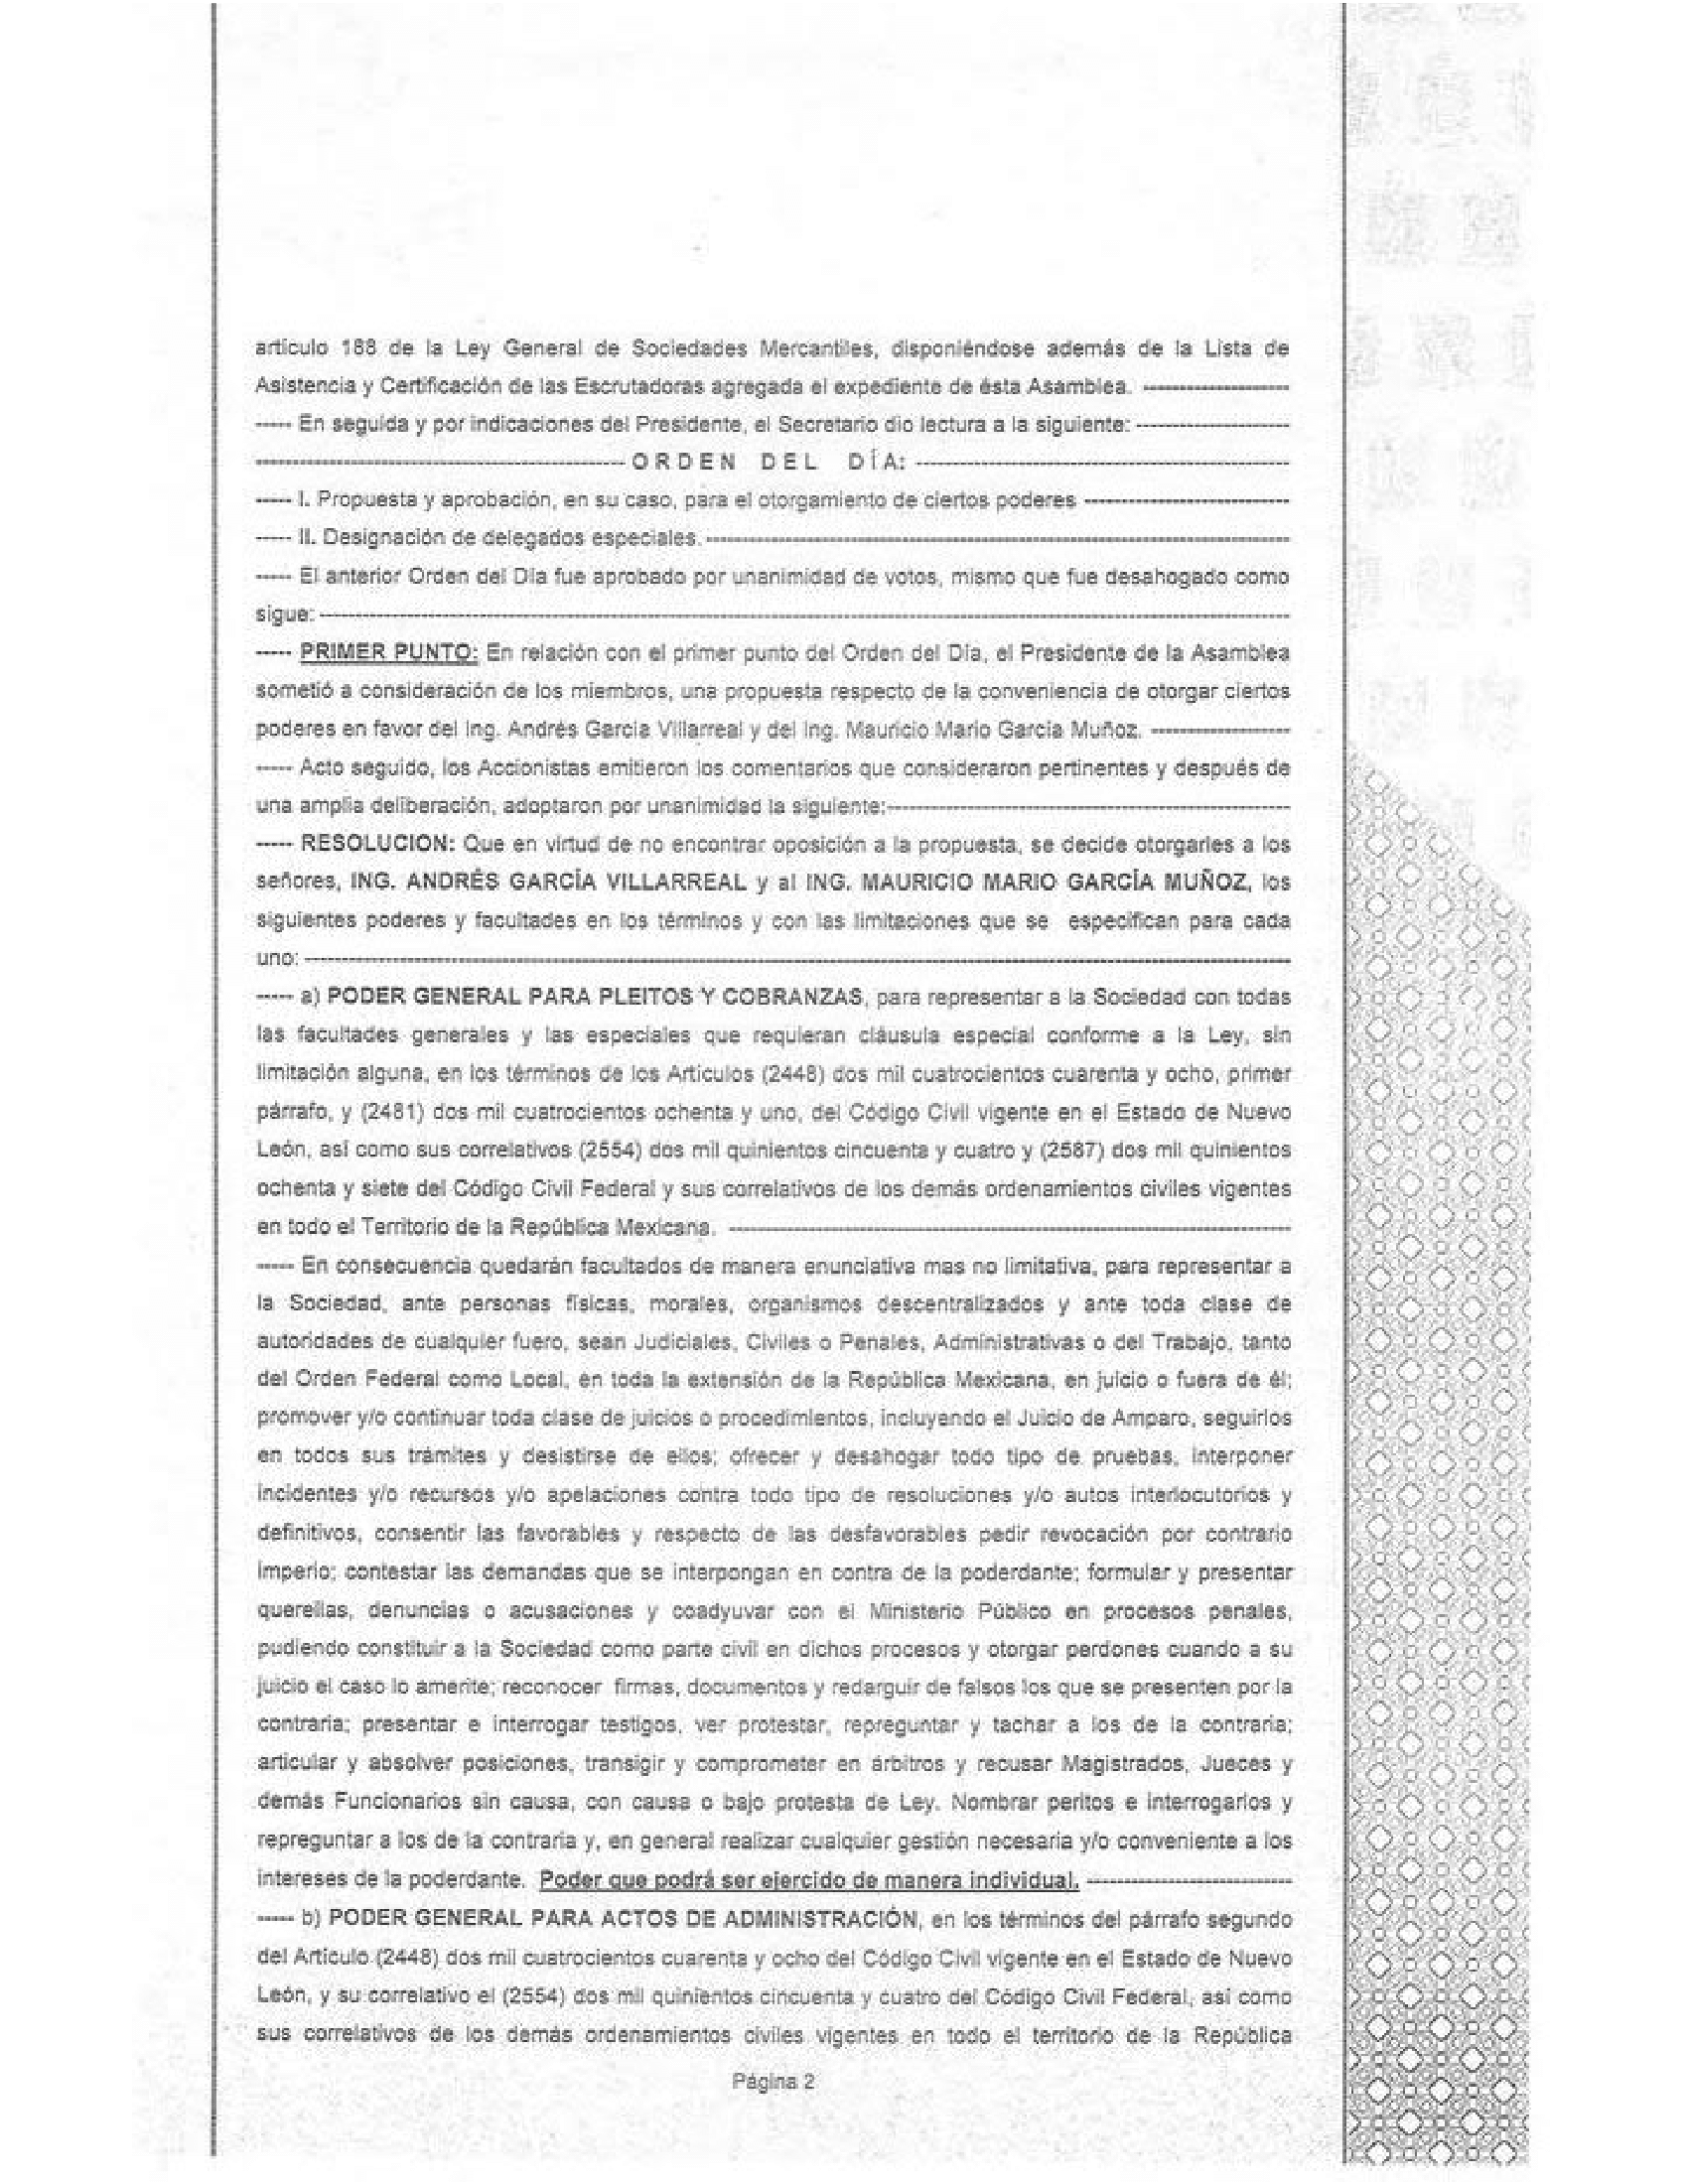 artículo 188 de la Ley General de Sociedades Mercantiles, disponiéndose además de la Lista de
Asistencia y Certificación de las Escrutadoras agregada el expediente de ésta Asamblea. --------------------
----- En seguida y por indicaciones del Presidente, el Secretario dio lectura a la siguiente: --------------------
-------------------------------------------------- ORDEN DEL DÍA: --------------------------------------------------
----- I. Propuesta y aprobación, en su caso, para el otorgamiento de ciertos poderes ----------------------------
----- II. Designación de delegados especiales. --------------------------------------------------------------------------------
----- El anterior Orden del Día fue aprobado por unanimidad de votos, mismo que fue desahogado como
sigue: ------------------------------------------------------------------------------------------------------------------------------------
----- PRIMER PUNTO: En relación con el primer punto del Orden del Día, el Presidente de la Asamblea
sometió a consideración de los miembros, una propuesta respecto de la conveniencia de otorgar ciertos
poderes en favor del Ing. Andrés García Villarreal y del Ing. Mauricio Mario García Muñoz. -------------------
----- Acto seguido, los Accionistas emitieron los comentarios que consideraron pertinentes y después de
una amplia deliberación, adoptaron por unanimidad la siguiente:-------------------------------------------------------
----- RESOLUCION: Que en virtud de no encontrar oposición a la propuesta, se decide otorgarles a los
señores, ING. ANDRÉS GARCÍA VILLARREAL y al ING. MAURICIO MARIO GARCÍA MUÑOZ, los
siguientes poderes y facultades en los términos y con las limitaciones que se especifican para cada
uno: --------------------------------------------------------------------------------------------------------------------------------------
----- a) PODER GENERAL PARA PLEITOS Y COBRANZAS, para representar a la Sociedad con todas
las facultades generales y las especiales que requieran cláusula especial conforme a la Ley, sin
limitación alguna, en los términos de los Artículos (2448) dos mil cuatrocientos cuarenta y ocho, primer
párrafo, y (2481) dos mil cuatrocientos ochenta y uno, del Código Civil vigente en el Estado de Nuevo
León, así como sus correlativos (2554) dos mil quinientos cincuenta y cuatro y (2587) dos mil quinientos
ochenta y siete del Código Civil Federal y sus correlativos de los demás ordenamientos civiles vigentes
en todo el Territorio de la República Mexicana. -----------------------------------------------------------------------------
----- En consecuencia quedarán facultados de manera enunciativa mas no limitativa, para representar a
la Sociedad, ante personas físicas, morales, organismos descentralizados y ante toda clase de
autoridades de cualquier fuero, sean Judiciales, Civiles o Penales, Administrativas o del Trabajo, tanto
del Orden Federal como Local, en toda la extensión de la República Mexicana, en juicio o fuera de él;
promover y/o continuar toda clase de juicios o procedimientos, incluyendo el Juicio de Amparo, seguirlos
en todos sus trámites y desistirse de ellos; ofrecer y desahogar todo tipo de pruebas, interponer
incidentes y/o recursos y/o apelaciones contra todo tipo de resoluciones y/o autos interlocutorios y
definitivos, consentir las favorables y respecto de las desfavorables pedir revocación por contrario
imperio; contestar las demandas que se interpongan en contra de la poderdante; formular y presentar
querellas, denuncias o acusaciones y coadyuvar con el Ministerio Público en procesos penales,
pudiendo constituir a la Sociedad como parte civil en dichos procesos y otorgar perdones cuando a su
juicio el caso lo amerite; reconocer firmas, documentos y redarguir de falsos los que se presenten por la
contraria; presentar e interrogar testigos, ver protestar, repreguntar y tachar a los de la contraria;
articular y absolver posiciones, transigir y comprometer en árbitros y recusar Magistrados, Jueces y
demás Funcionarios sin causa, con causa o bajo protesta de Ley. Nombrar peritos e interrogarlos y
repreguntar a los de la contraria y, en general realizar cualquier gestión necesaria y/o conveniente a los
intereses de la poderdante. Poder que podrá ser ejercido de manera individual. ----------------------------
----- b) PODER GENERAL PARA ACTOS DE ADMINISTRACIÓN, en los términos del párrafo segundo
del Artículo (2448) dos mil cuatrocientos cuarenta y ocho del Código Civil vigente en el Estado de Nuevo
León, y su correlativo el (2554) dos mil quinientos cincuenta y cuatro del Código Civil Federal, así como
sus correlativos de los demás ordenamientos civiles vigentes en todo el territorio de la República
Página 2